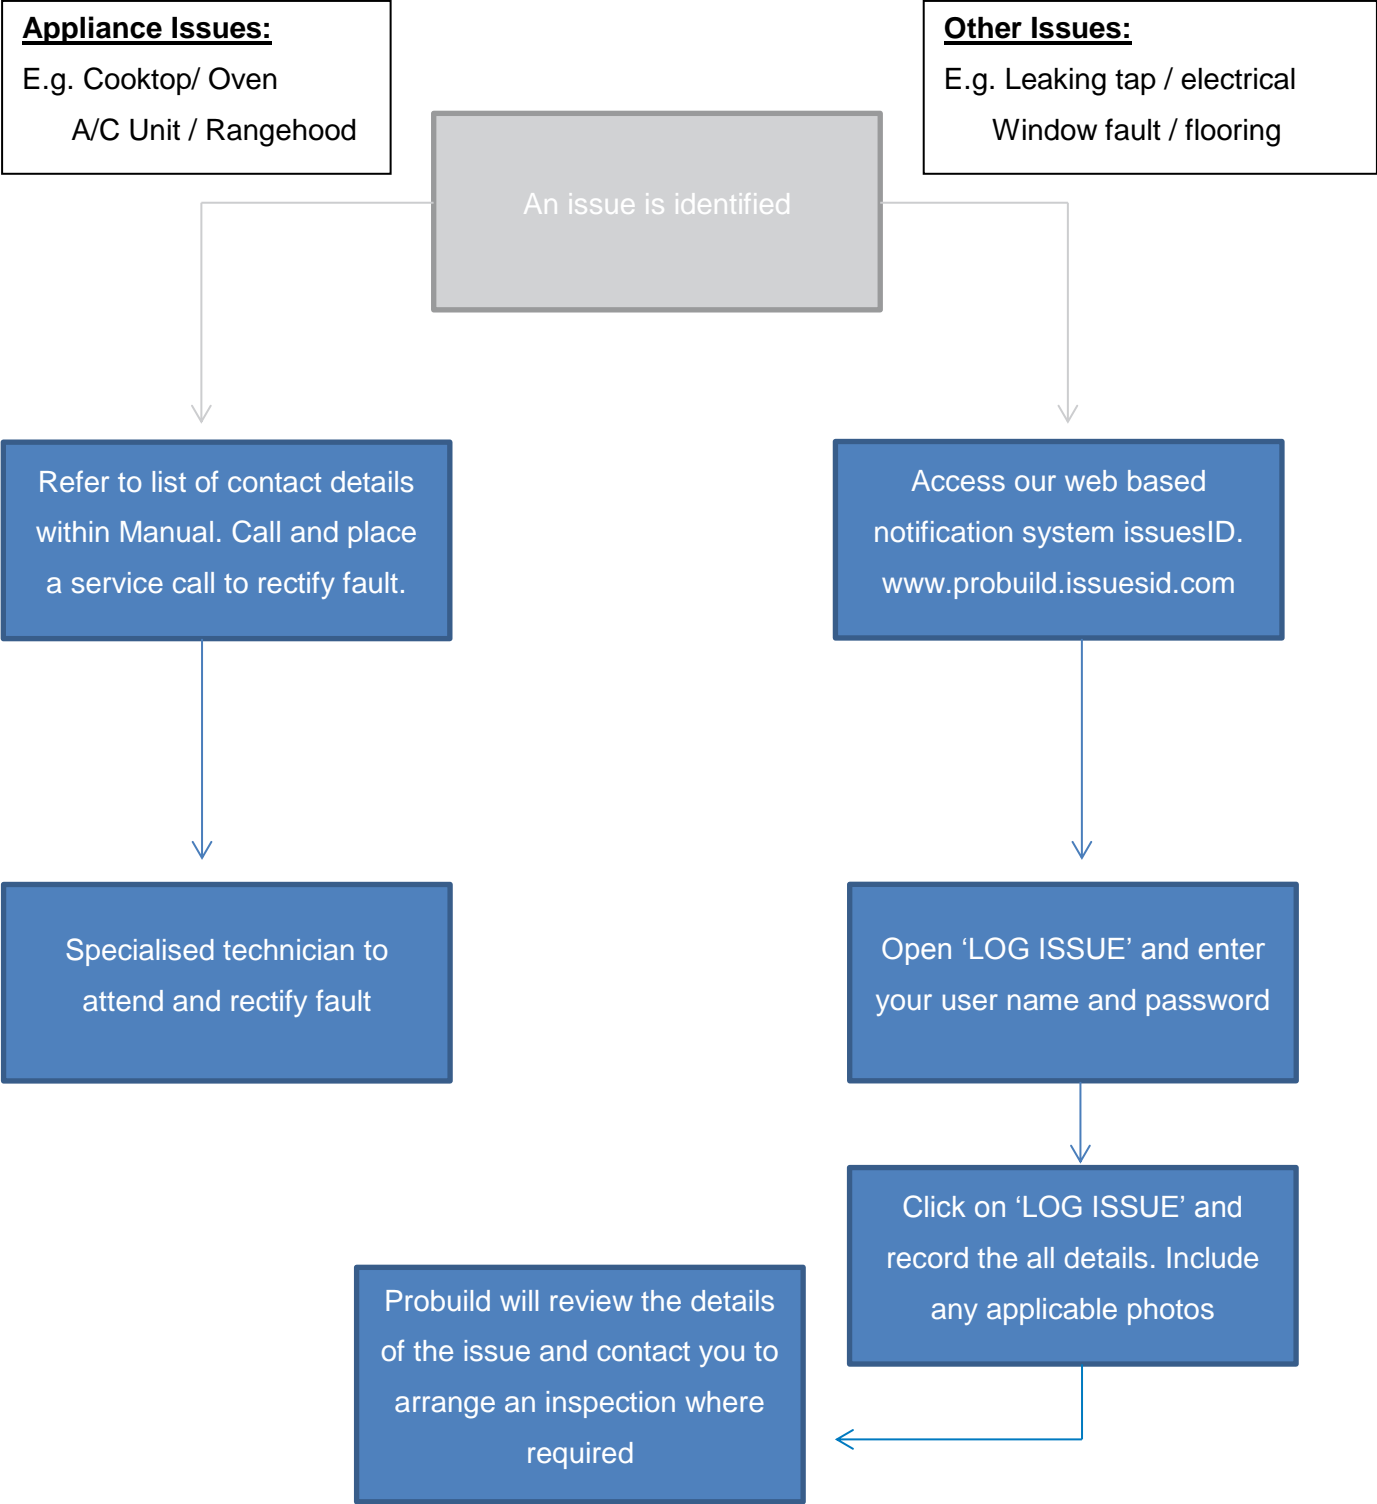 Appliance Issues:
E.g. Cooktop/ Oven
A/C Unit / Rangehood
Other Issues:
E.g. Leaking tap / electrical
Window fault / flooring
An issue is identified
Refer to list of contact details
within Manual. Call and place
a service call to rectify fault.
Access our web based
notification system issuesID.
www.probuild.issuesid.com
Specialised technician to
attend and rectify fault
Open ‘LOG ISSUE’ and enter
your user name and password
Click on ‘LOG ISSUE’ and
record the all details. Include
any applicable photos
Probuild will review the details
of the issue and contact you to
arrange an inspection where
required